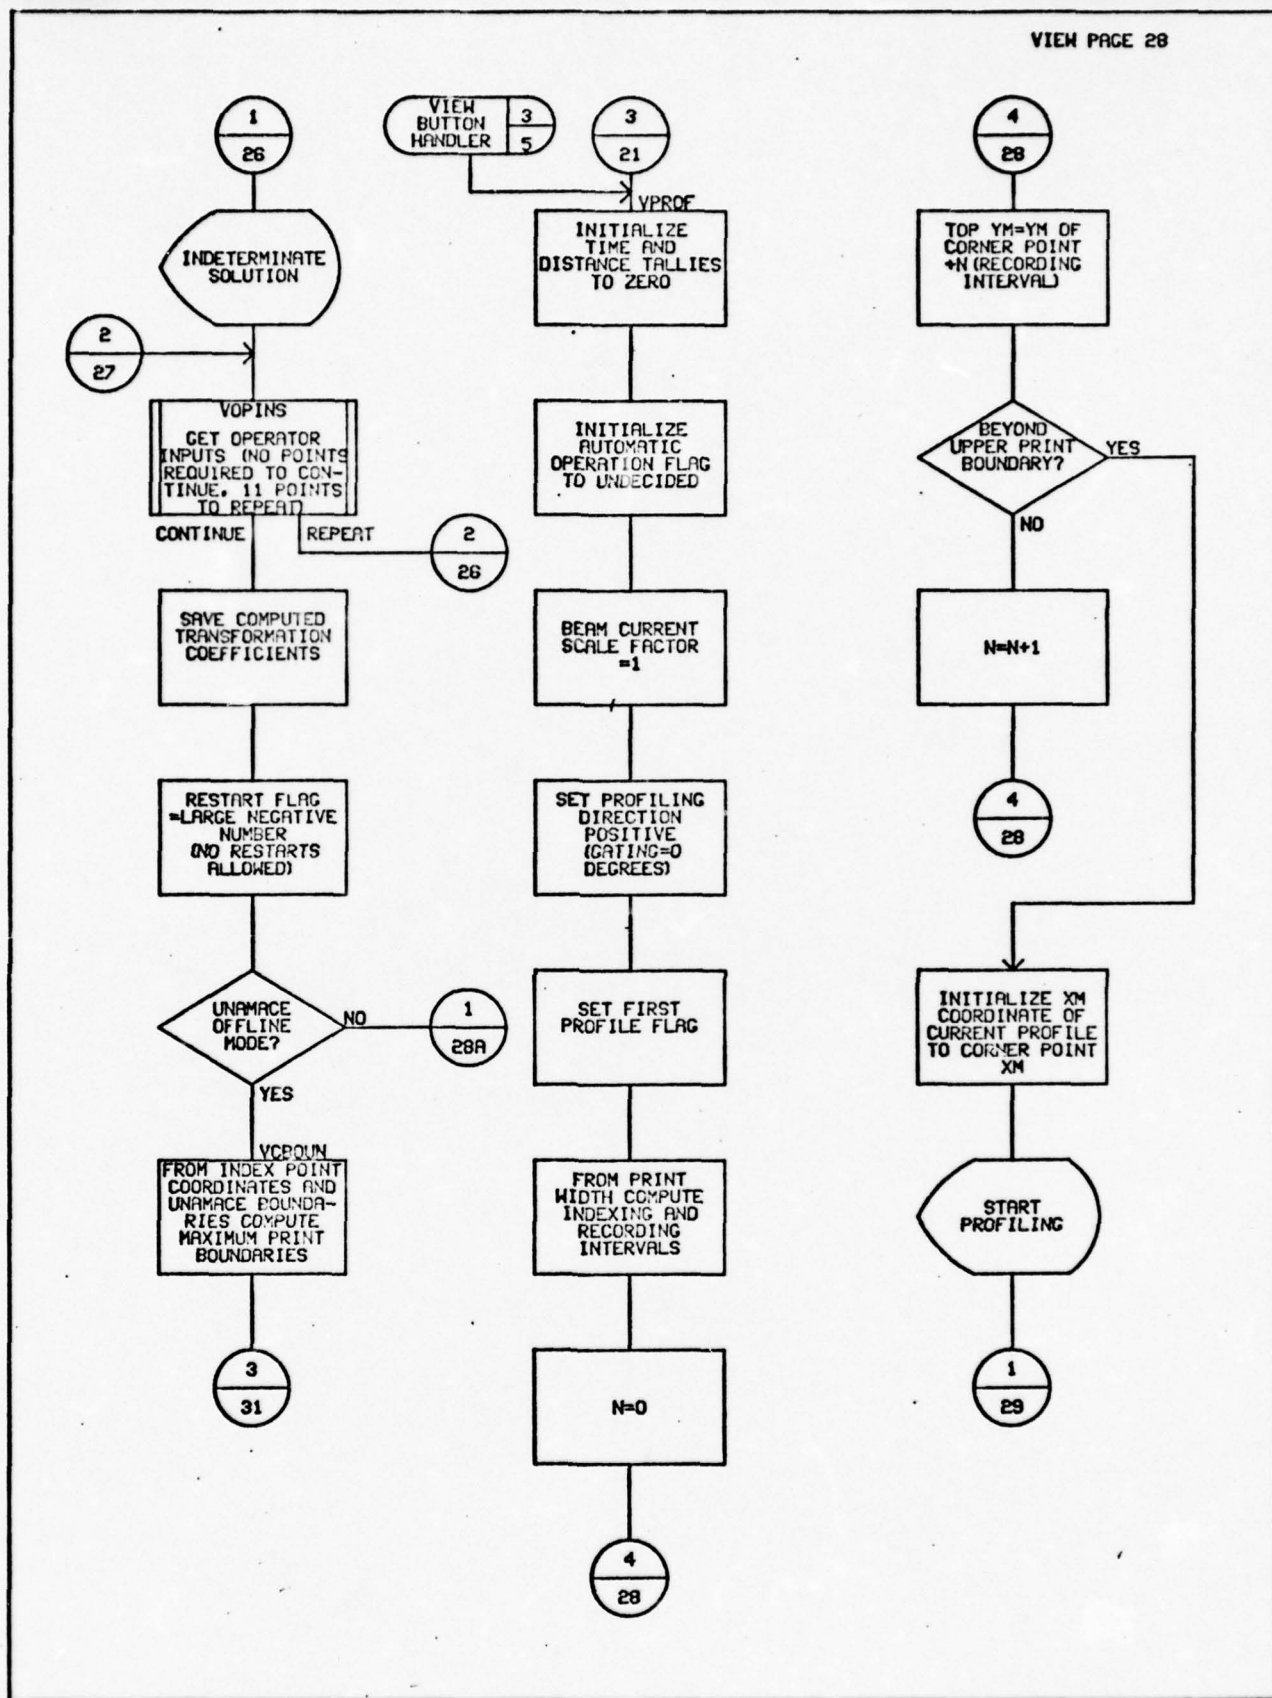 VIEW PAGE 28
1
26
INDETERMINATE
SOLUTION
2
27
VOPINS
GET OPERATOR
INPUTS (NO POINTS
REQUIRED TO CON-
TINUE. 11 POINTS
TO REPEAT)
CONTINUE
REPEAT
2
26
SAVE COMPUTED
TRANSFORMATION
COEFFICIENTS
RESTART FLAG
=LARGE NEGATIVE
NUMBER
(NO RESTARTS
ALLOWED)
UNAMACE
OFFLINE
MODE?
NO
1
28A
YES
VCBOUN
FROM INDEX POINT
COORDINATES AND
UNAMACE BOUNDA-
RIES COMPUTE
MAXIMUM PRINT
BOUNDARIES
3
31
VIEW
BUTTON
HANDLER
3
5
3
21
VPROF
INITIALIZE
TIME AND
DISTANCE TALLIES
TO ZERO
INITIALIZE
AUTOMATIC
OPERATION FLAG
TO UNDECIDED
BEAM CURRENT
SCALE FACTOR
=1
SET PROFILING
DIRECTION
POSITIVE
(GATING=0
DEGREES)
SET FIRST
PROFILE FLAG
FROM PRINT
WIDTH COMPUTE
INDEXING AND
RECORDING
INTERVALS
N=0
4
28
4
28
TOP YM=YM OF
CORNER POINT
+N(RECORDING
INTERVAL)
BEYOND
UPPER PRINT
BOUNDARY?
YES
NO
N=N+1
4
28
INITIALIZE XM
COORDINATE OF
CURRENT PROFILE
TO CORNER POINT
XM
START
PROFILING
1
29